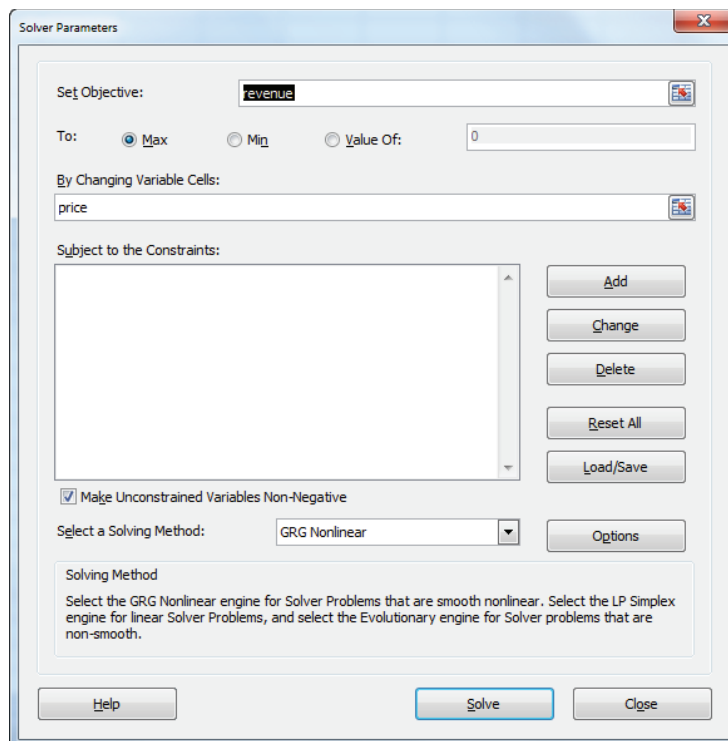 Solver Parameters
Set Objective:
revenue
To:
Max
Min
Value Of:
0
By Changing Variable Cells:
price
Subject to the Constraints:
Add
Change
Delete
Reset All
Load/Save
Make Unconstrained Variables Non-Negative
Select a Solving Method:
GRG Nonlinear
Options
Solving Method
Select the GRG Nonlinear engine for Solver Problems that are smooth nonlinear. Select the LP Simplex
engine for linear Solver Problems, and select the Evolutionary engine for Solver problems that are
non-smooth.
Help
Solve
Close